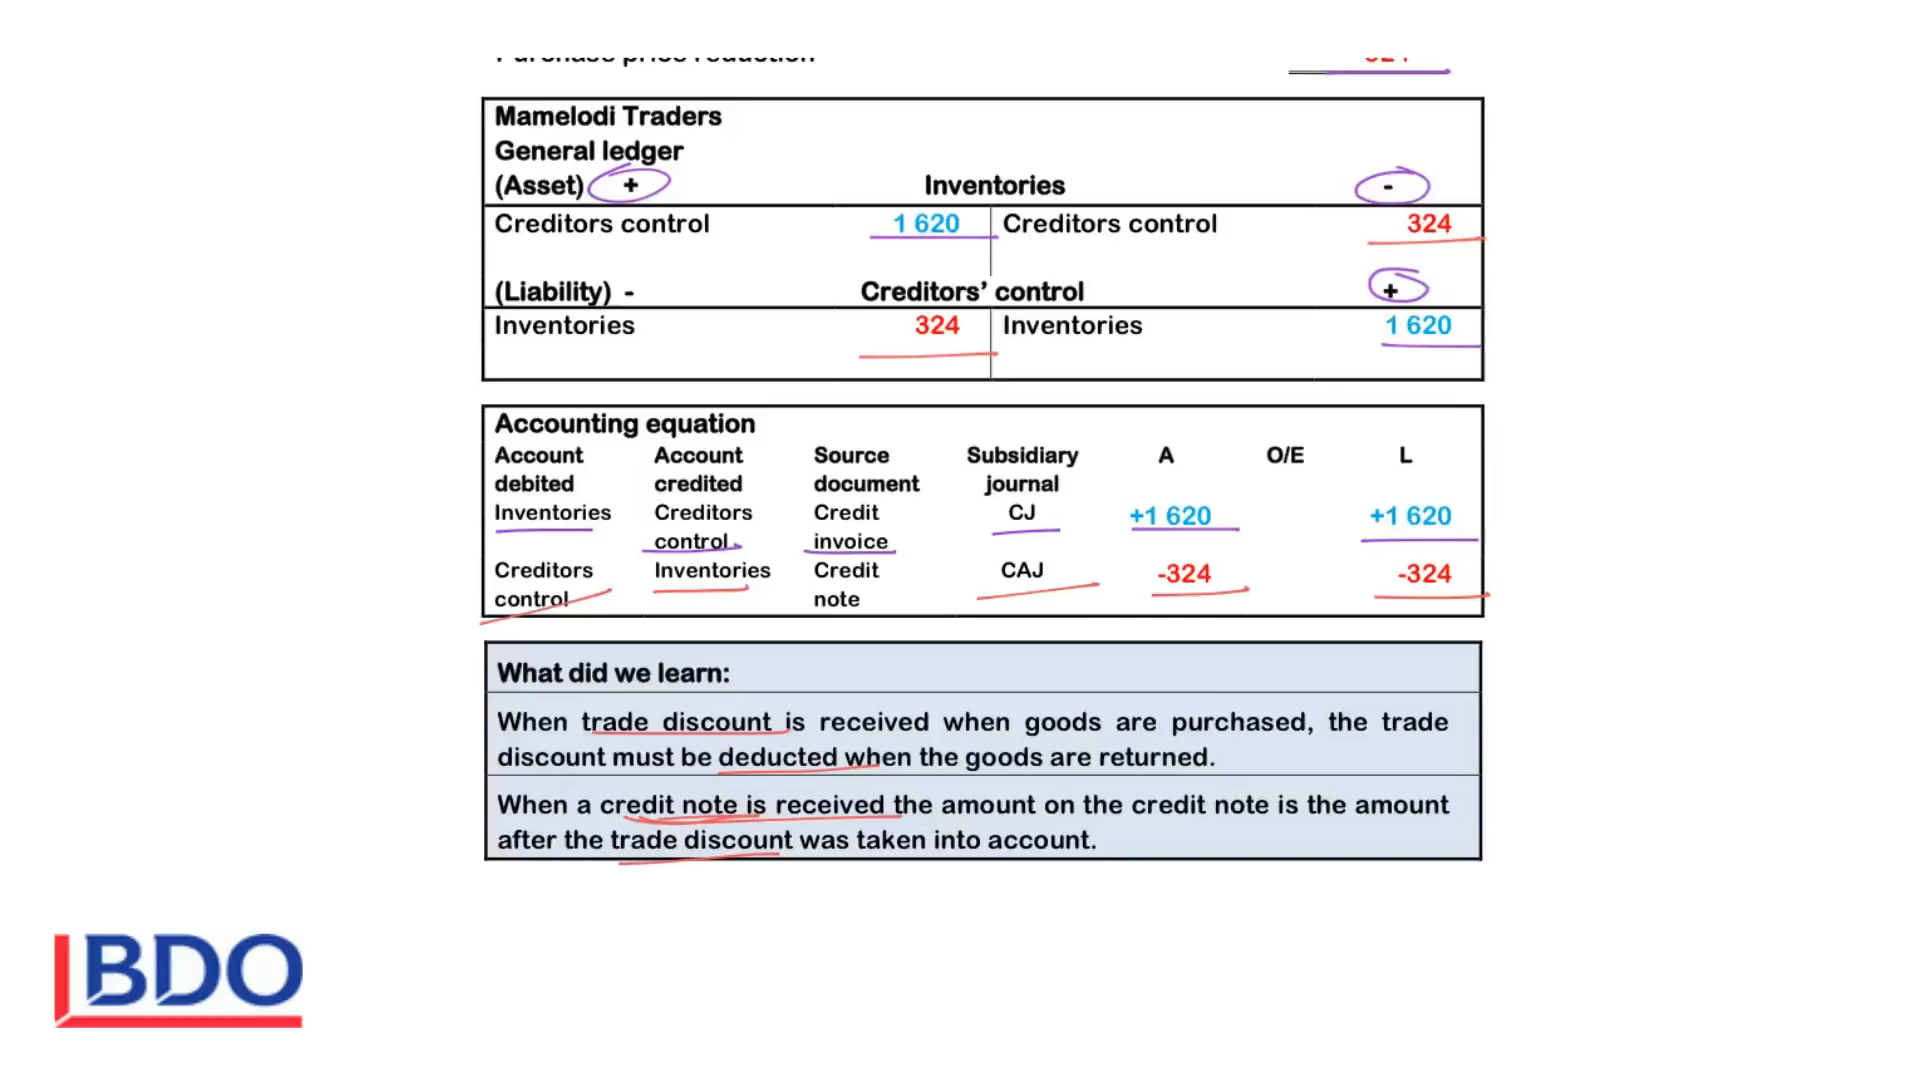 Purchase price reduction 324
Mamelodi Traders
General ledger
(Asset) + Inventories -
Creditors control 1 620 Creditors control 324
(Liability) - Creditors’ control +
Inventories 324 Inventories 1 620
Accounting equation
Account Account Source Subsidiary A O/E L
debited credited document journal
Inventories Creditors Credit CJ +1 620 +1 620
control invoice
Creditors Inventories Credit CAJ -324 -324
control note
What did we learn:
When trade discount is received when goods are purchased, the trade
discount must be deducted when the goods are returned.
When a credit note is received the amount on the credit note is the amount
after the trade discount was taken into account.
BDO